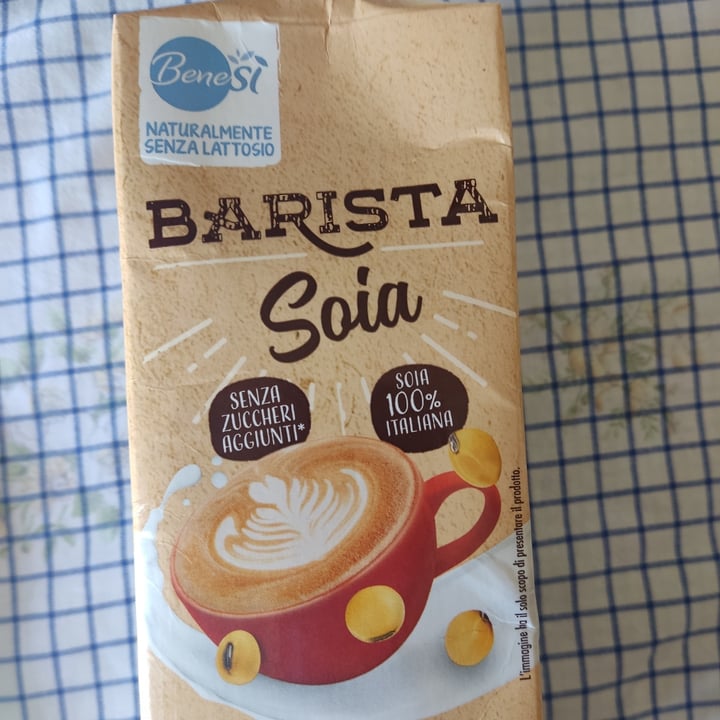 BeneSì
NATURALMENTE
SENZA LATTOSIO
BARISTA
Soia
SENZA
ZUCCHERI
AGGIUNTI*
SOIA
100%
ITALIANA
L'immagine ha il solo scopo di presentare il prodotto.